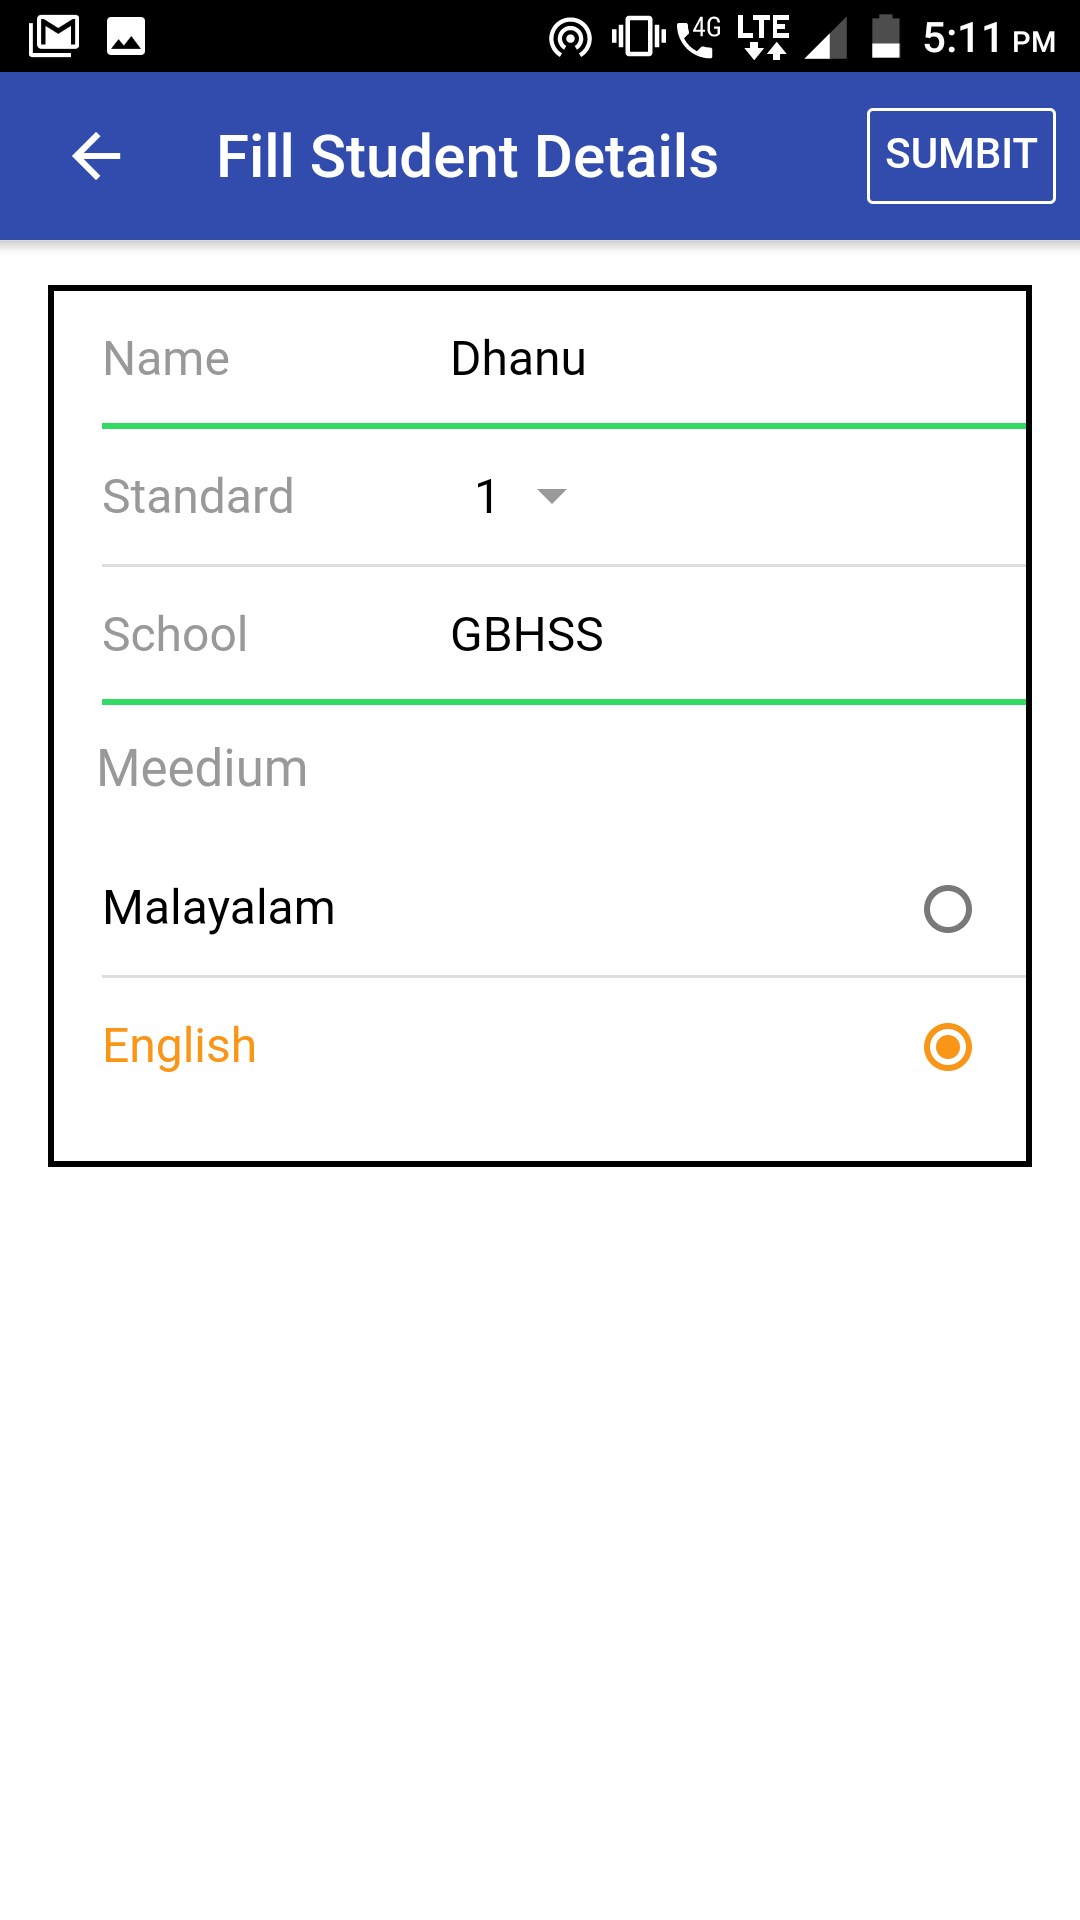 4G LTE 5:11 PM
Fill Student Details SUMBIT
Name Dhanu
Standard 1
School GBHSS
Meedium
Malayalam
English